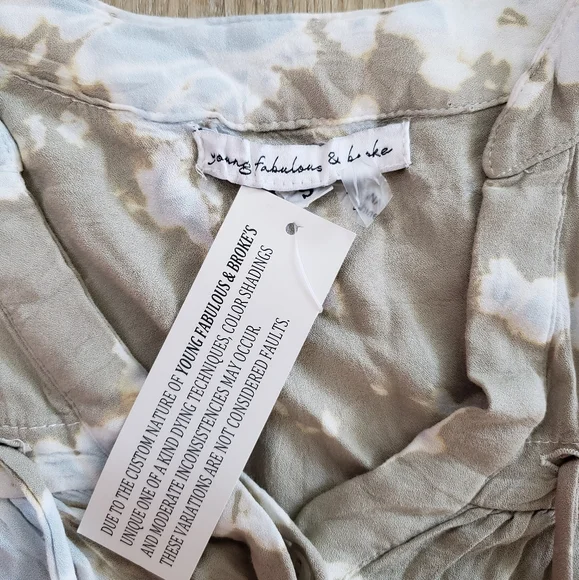 young fabulous & broke
DUE TO THE CUSTOM NATURE OF YOUNG FABULOUS & BROKE'S
UNIQUE ONE OF A KIND DYING TECHNIQUES, COLOR SHADINGS
AND MODERATE INCONSISTENCIES MAY OCCUR.
THESE VARIATIONS ARE NOT CONSIDERED FAULTS.